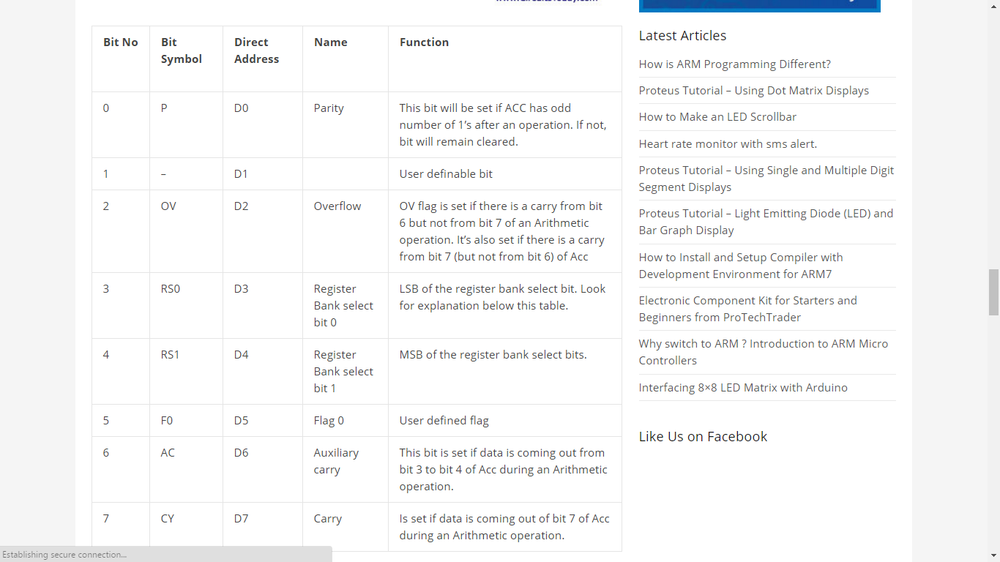 Bit No
Bit
Symbol
Direct
Address
Name
Function
0
P
D0
Parity
This bit will be set if ACC has odd
number of 1’s after an operation. If not,
bit will remain cleared.
1
–
D1
User definable bit
2
OV
D2
Overflow
OV flag is set if there is a carry from bit
6 but not from bit 7 of an Arithmetic
operation. It’s also set if there is a carry
from bit 7 (but not from bit 6) of Acc
3
RS0
D3
Register
Bank select
bit 0
LSB of the register bank select bit. Look
for explanation below this table.
4
RS1
D4
Register
Bank select
bit 1
MSB of the register bank select bits.
5
F0
D5
Flag 0
User defined flag
6
AC
D6
Auxiliary
carry
This bit is set if data is coming out from
bit 3 to bit 4 of Acc during an Arithmetic
operation.
7
CY
D7
Carry
Is set if data is coming out of bit 7 of Acc
during an Arithmetic operation.
Latest Articles
How is ARM Programming Different?
Proteus Tutorial – Using Dot Matrix Displays
How to Make an LED Scrollbar
Heart rate monitor with sms alert.
Proteus Tutorial – Using Single and Multiple Digit
Segment Displays
Proteus Tutorial – Light Emitting Diode (LED) and
Bar Graph Display
How to Install and Setup Compiler with
Development Environment for ARM7
Electronic Component Kit for Starters and
Beginners from ProTechTrader
Why switch to ARM ? Introduction to ARM Micro
Controllers
Interfacing 8×8 LED Matrix with Arduino
Like Us on Facebook
Establishing secure connection...